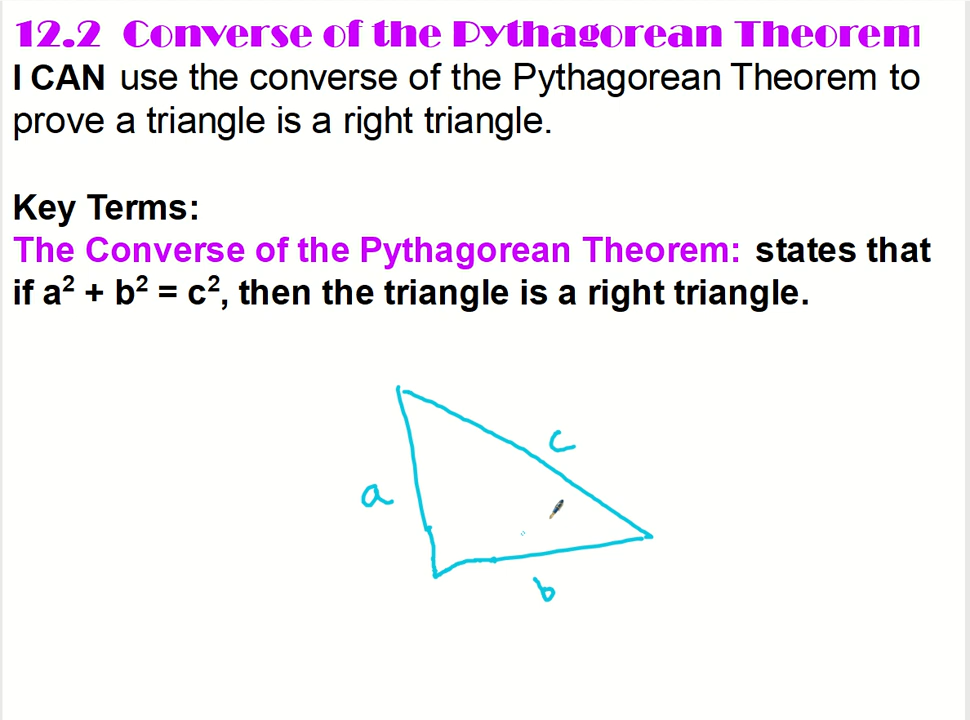 12.2 Converse of the Pythagorean Theorem
I CAN use the converse of the Pythagorean Theorem to
prove a triangle is a right triangle.
Key Terms:
The Converse of the Pythagorean Theorem: states that
if a² + b² = c², then the triangle is a right triangle.
c
a
b